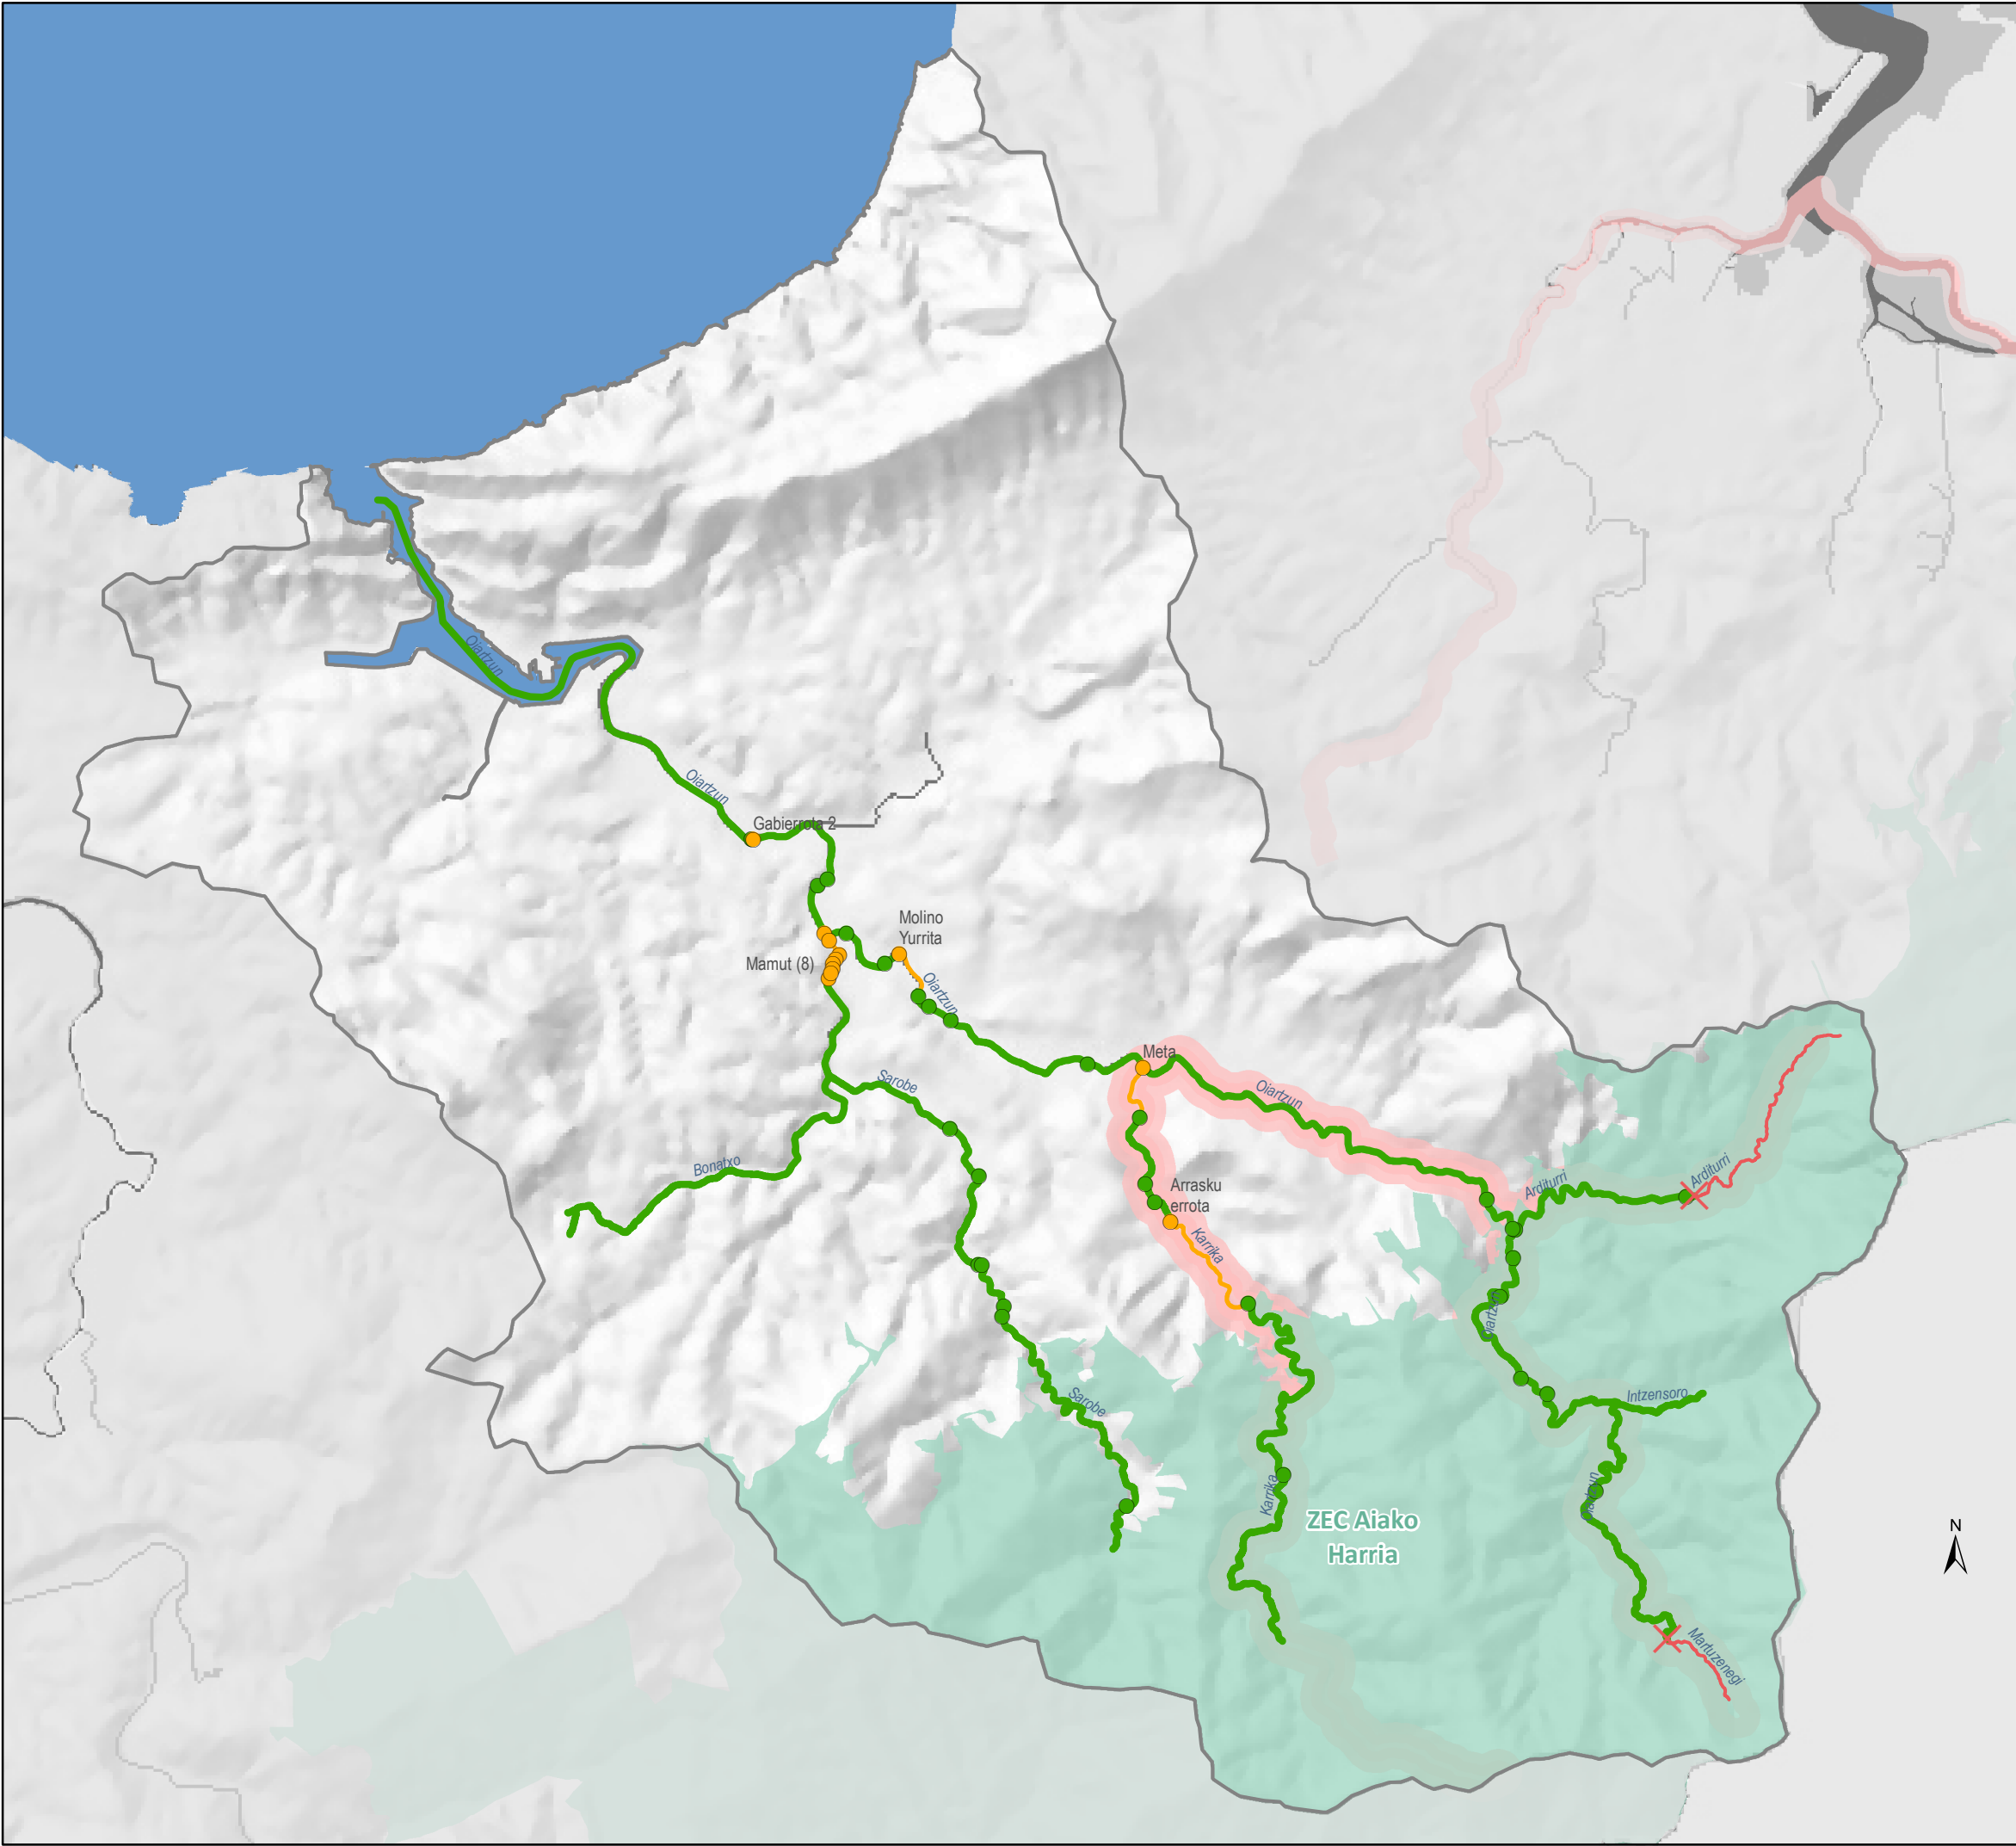 Oiartzun
Oiartzun
Gabierrota 2
Molino
Yurrita
Mamut (8)
Oiartzun
Meta
Sarobe
Oiartzun
Bonatxo
Arditurri
Arditurri
Arrasku
errota
Karrika
Oiartzun
Intzensoro
Sarobe
Karrika
Oiartzun
ZEC Aiako
Harria
N
Martuzenegi